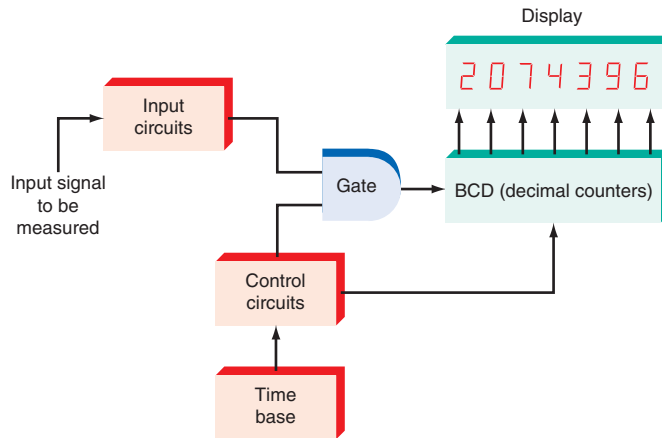 Display
2074396
Input
circuits
Input signal
to be
measured
Gate
BCD (decimal counters)
Control
circuits
Time
base